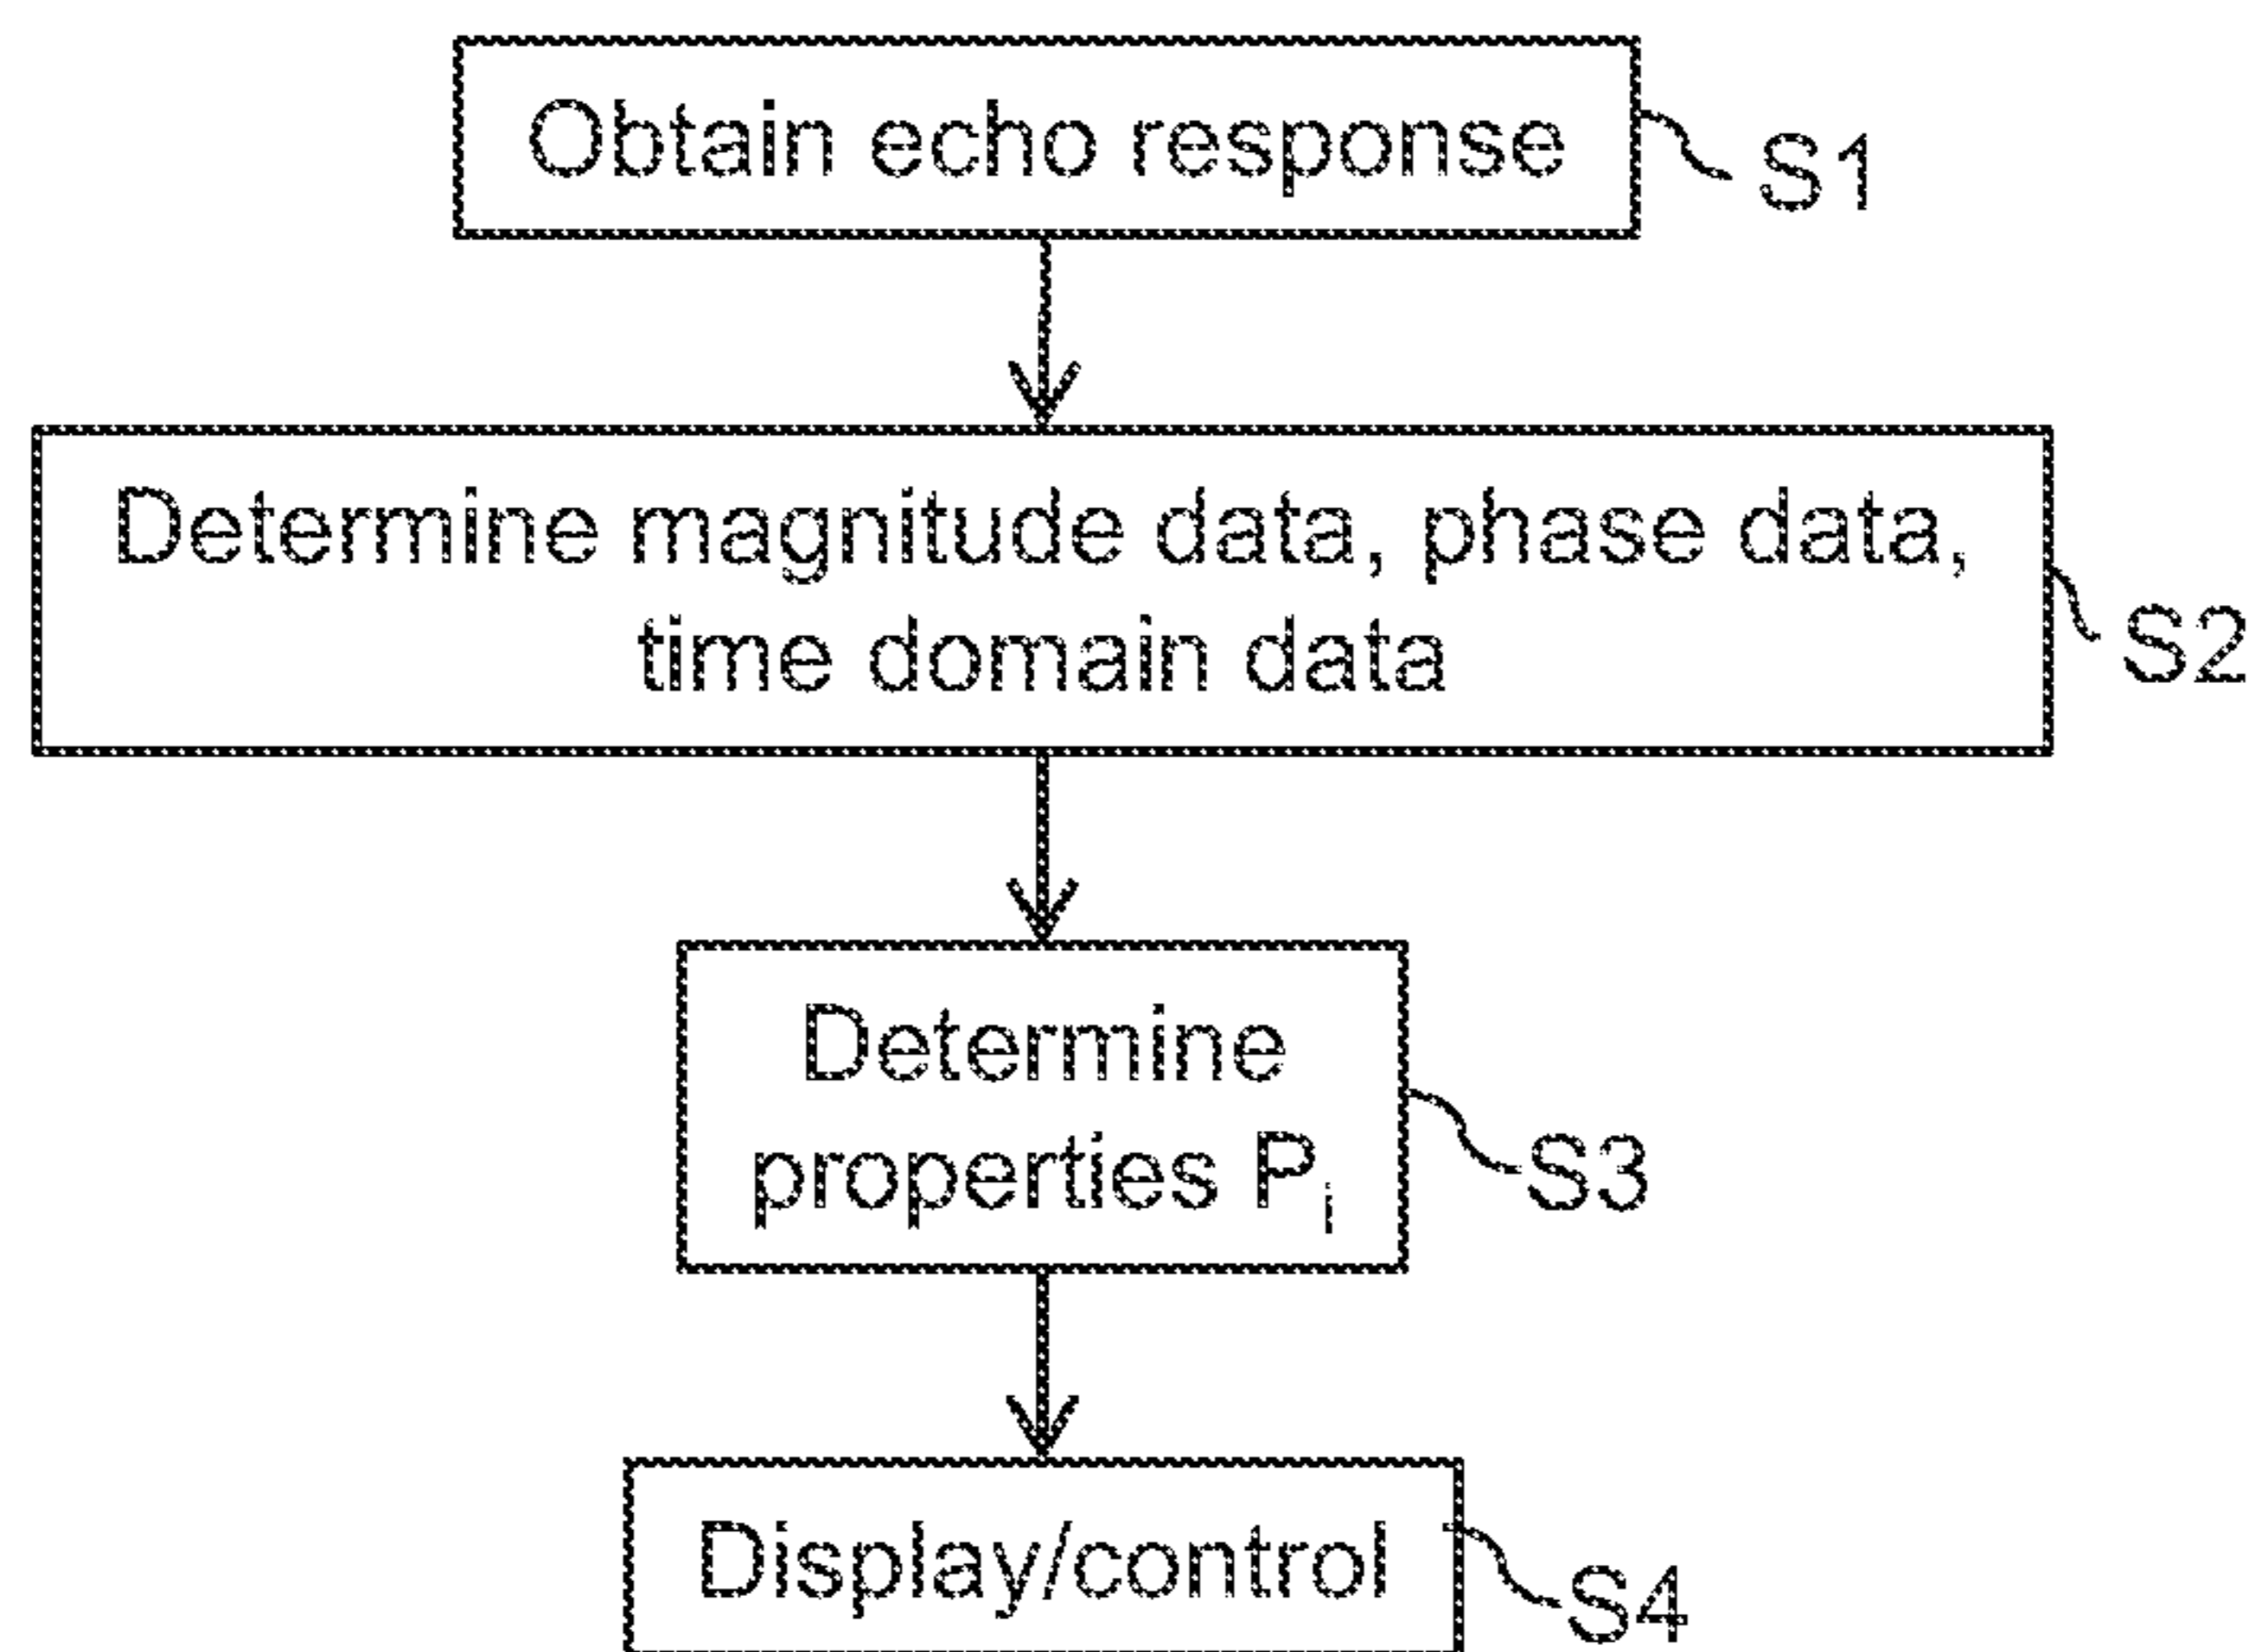 Obtain echo response
S1
Determine magnitude data, phase data,
time domain data
S2
Determine
properties Pᵢ
S3
Display/control
S4